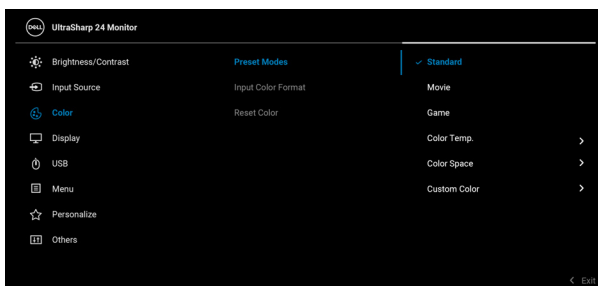 DELL UltraSharp 24 Monitor
Brightness/Contrast Preset Modes Standard
Input Source Input Color Format Movie
Color Reset Color Game
Display Color Temp.
USB Color Space
Menu Custom Color
Personalize
Others
Exit